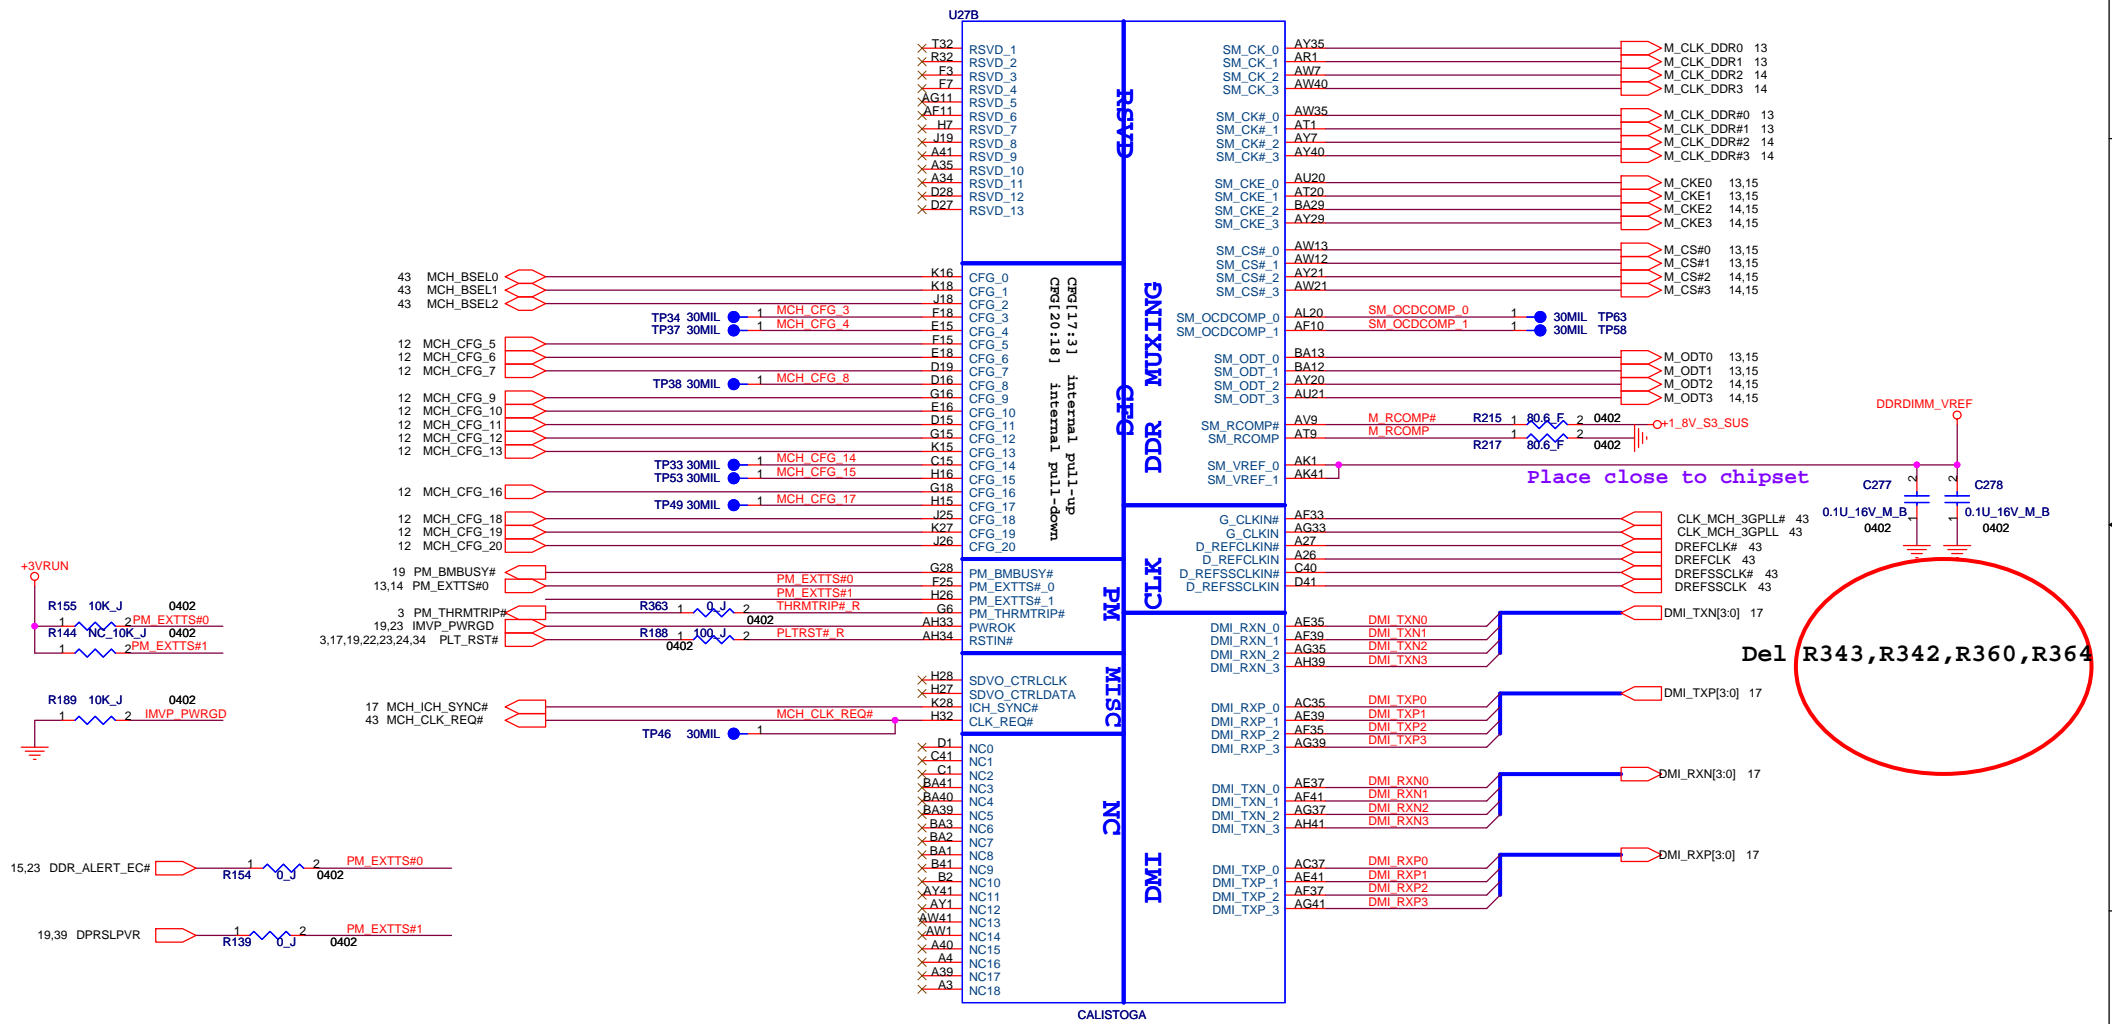 U27B
T32 RSVD_1
R32 RSVD_2
F3 RSVD_3
F7 RSVD_4
AG11 RSVD_5
AF11 RSVD_6
H7 RSVD_7
J19 RSVD_8
A41 RSVD_9
A35 RSVD_10
A34 RSVD_11
D28 RSVD_12
D27 RSVD_13
RSVD
43 MCH_BSEL0 K16 CFG_0
43 MCH_BSEL1 K18 CFG_1
43 MCH_BSEL2 J18 CFG_2
TP34 30MIL 1 MCH_CFG_3 F18 CFG_3
TP37 30MIL 1 MCH_CFG_4 E15 CFG_4
12 MCH_CFG_5 F15 CFG_5
12 MCH_CFG_6 E18 CFG_6
12 MCH_CFG_7 D19 CFG_7
TP38 30MIL 1 MCH_CFG_8 D16 CFG_8
12 MCH_CFG_9 G16 CFG_9
12 MCH_CFG_10 E16 CFG_10
12 MCH_CFG_11 D15 CFG_11
12 MCH_CFG_12 G15 CFG_12
12 MCH_CFG_13 K15 CFG_13
TP33 30MIL 1 MCH_CFG_14 C15 CFG_14
TP53 30MIL 1 MCH_CFG_15 H16 CFG_15
12 MCH_CFG_16 G18 CFG_16
TP49 30MIL 1 MCH_CFG_17 H15 CFG_17
12 MCH_CFG_18 J25 CFG_18
12 MCH_CFG_19 K27 CFG_19
12 MCH_CFG_20 J26 CFG_20
CFG[17:3] internal pull-up
CFG[20:18] internal pull-down
CFG
19 PM_BMBUSY# G28 PM_BMBUSY#
13,14 PM_EXTTS#0 PM_EXTTS#0 F25 PM_EXTTS#_0
PM_EXTTS#1 H26 PM_EXTTS#_1
3 PM_THRMTRIP# R363 1 0_J 2 0402 THRMTRIP#_R G6 PM_THRMTRIP#
19,23 IMVP_PWRGD AH33 PWROK
3,17,19,22,23,24,34 PLT_RST# R188 1 100_J 2 0402 PLTRST#_R AH34 RSTIN#
PM
H28 SDVO_CTRLCLK
H27 SDVO_CTRLDATA
17 MCH_ICH_SYNC# K28 ICH_SYNC#
43 MCH_CLK_REQ# MCH_CLK_REQ# H32 CLK_REQ#
TP46 30MIL 1
MISC
D1 NC0
C41 NC1
C1 NC2
BA41 NC3
BA40 NC4
BA39 NC5
BA3 NC6
BA2 NC7
BA1 NC8
B41 NC9
B2 NC10
AY41 NC11
AY1 NC12
AW41 NC13
AW1 NC14
A40 NC15
A4 NC16
A39 NC17
A3 NC18
NC
+3VRUN
R155 10K_J 0402
1 2 PM_EXTTS#0
R144 NC_10K_J 0402
1 2 PM_EXTTS#1
R189 10K_J 0402
1 2 IMVP_PWRGD
15,23 DDR_ALERT_EC# 1 2 PM_EXTTS#0
R154 0_J 0402
19,39 DPRSLPVR 1 2 PM_EXTTS#1
R139 0_J 0402
SM_CK_0 AY35 M_CLK_DDR0 13
SM_CK_1 AR1 M_CLK_DDR1 13
SM_CK_2 AW7 M_CLK_DDR2 14
SM_CK_3 AW40 M_CLK_DDR3 14
SM_CK#_0 AW35 M_CLK_DDR#0 13
SM_CK#_1 AT1 M_CLK_DDR#1 13
SM_CK#_2 AY7 M_CLK_DDR#2 14
SM_CK#_3 AY40 M_CLK_DDR#3 14
SM_CKE_0 AU20 M_CKE0 13,15
SM_CKE_1 AT20 M_CKE1 13,15
SM_CKE_2 BA29 M_CKE2 14,15
SM_CKE_3 AY29 M_CKE3 14,15
SM_CS#_0 AW13 M_CS#0 13,15
SM_CS#_1 AW12 M_CS#1 13,15
SM_CS#_2 AY21 M_CS#2 14,15
SM_CS#_3 AW21 M_CS#3 14,15
SM_OCDCOMP_0 AL20 SM_OCDCOMP_0 1 30MIL TP63
SM_OCDCOMP_1 AF10 SM_OCDCOMP_1 1 30MIL TP58
SM_ODT_0 BA13 M_ODT0 13,15
SM_ODT_1 BA12 M_ODT1 13,15
SM_ODT_2 AY20 M_ODT2 14,15
SM_ODT_3 AU21 M_ODT3 14,15
SM_RCOMP# AV9 M_RCOMP# R215 1 80.6_F 2 0402 +1_8V_S3_SUS
SM_RCOMP AT9 M_RCOMP R217 1 80.6_F 2 0402
SM_VREF_0 AK1
SM_VREF_1 AK41
DDR MUXING
Place close to chipset
DDRDIMM_VREF
2 C277 2 C278
0.1U_16V_M_B 0.1U_16V_M_B
1 0402 1 0402
G_CLKIN# AF33 CLK_MCH_3GPLL# 43
G_CLKIN AG33 CLK_MCH_3GPLL 43
D_REFCLKIN# A27 DREFCLK# 43
D_REFCLKIN A26 DREFCLK 43
D_REFSSCLKIN# C40 DREFSSCLK# 43
D_REFSSCLKIN D41 DREFSSCLK 43
CLK
DMI_RXN_0 AE35 DMI_TXN0 DMI_TXN[3:0] 17
DMI_RXN_1 AF39 DMI_TXN1
DMI_RXN_2 AG35 DMI_TXN2
DMI_RXN_3 AH39 DMI_TXN3
DMI_RXP_0 AC35 DMI_TXP0 DMI_TXP[3:0] 17
DMI_RXP_1 AE39 DMI_TXP1
DMI_RXP_2 AF35 DMI_TXP2
DMI_RXP_3 AG39 DMI_TXP3
DMI_TXN_0 AE37 DMI_RXN0 DMI_RXN[3:0] 17
DMI_TXN_1 AF41 DMI_RXN1
DMI_TXN_2 AG37 DMI_RXN2
DMI_TXN_3 AH41 DMI_RXN3
DMI_TXP_0 AC37 DMI_RXP0 DMI_RXP[3:0] 17
DMI_TXP_1 AE41 DMI_RXP1
DMI_TXP_2 AF37 DMI_RXP2
DMI_TXP_3 AG41 DMI_RXP3
DMI
Del R343,R342,R360,R364
CALISTOGA